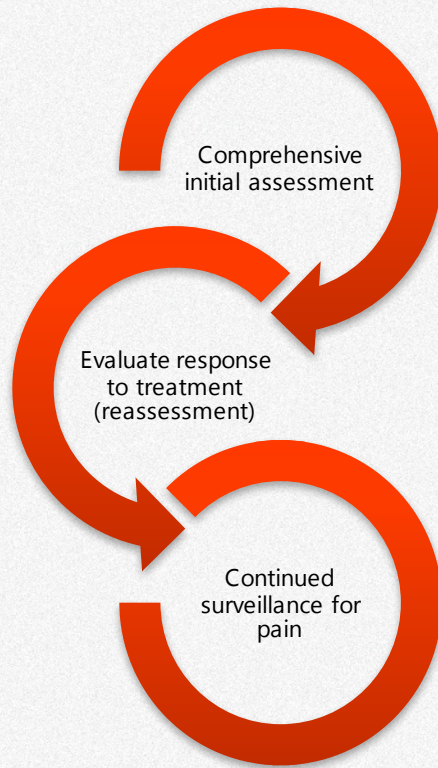 Comprehensive
initial assessment
Evaluate response
to treatment
(reassessment)
Continued
surveillance for
pain